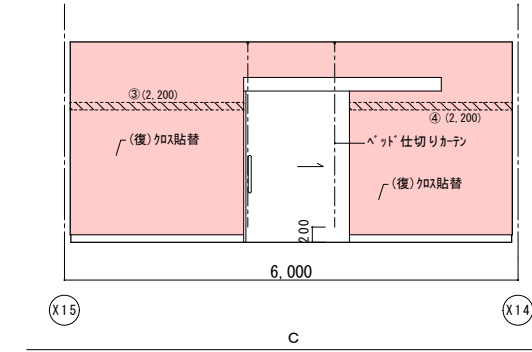 ③(2,200)
④(2,200)
(復)ｸﾛｽ貼替
ﾍﾞｯﾄﾞ仕切りｶｰﾃﾝ
(復)ｸﾛｽ貼替
200
6,000
X15
X14
C